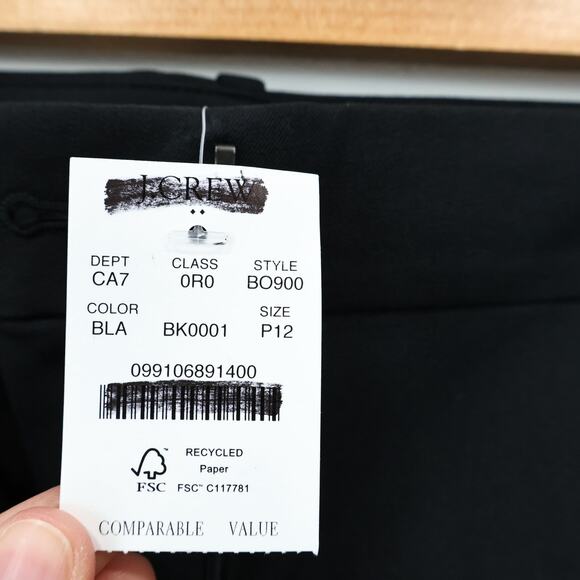 J.CREW
DEPT CLASS STYLE
CA7 0R0 BO900
COLOR SIZE
BLA BK0001 P12
099106891400
RECYCLED
Paper
FSC FSC™ C117781
COMPARABLE VALUE